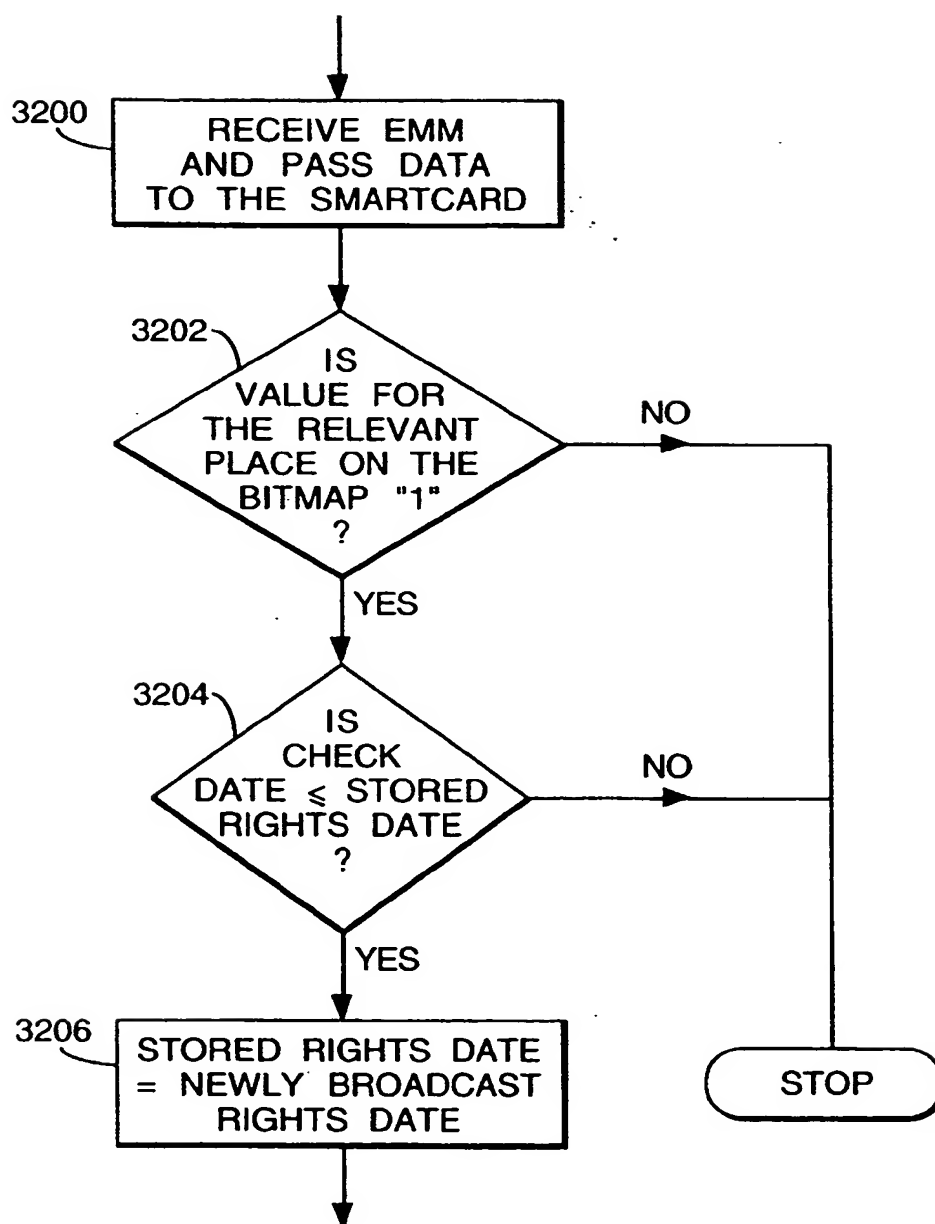 3200
RECEIVE EMM
AND PASS DATA
TO THE SMARTCARD
3202
IS
VALUE FOR
THE RELEVANT
PLACE ON THE
BITMAP "1"
?
NO
YES
3204
IS
CHECK
DATE ⩽ STORED
RIGHTS DATE
?
NO
YES
3206
STORED RIGHTS DATE
= NEWLY BROADCAST
RIGHTS DATE
STOP